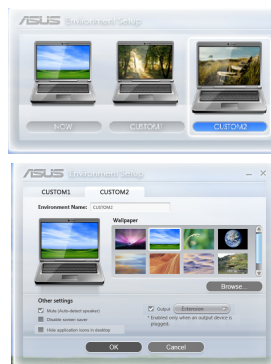 ASUS Environment Setup
NOW CUSTOM1 CUSTOM2
ASUS Environment Setup
CUSTOM1 CUSTOM2
Environment Name: CUSTOM2
Wallpaper
Browse...
Other settings
Mute (Auto-detect speaker)
Disable screen saver
Hide application icons in desktop
Output Extension
* Enabled only when an output device is
plugged.
OK Cancel